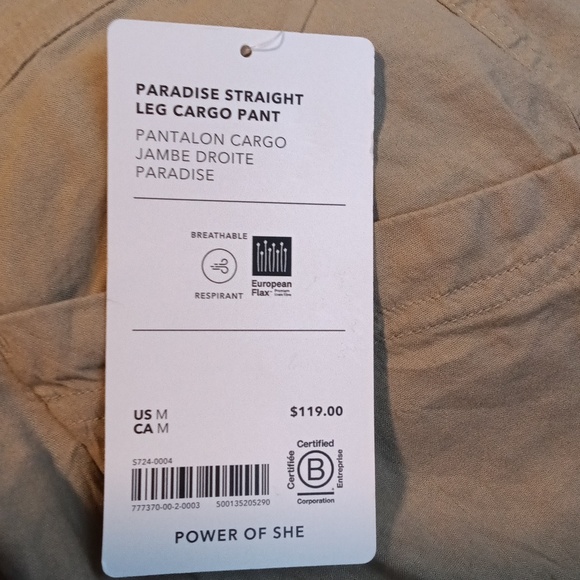 PARADISE STRAIGHT
LEG CARGO PANT
PANTALON CARGO
JAMBE DROITE
PARADISE
BREATHABLE
RESPIRANT
European
Flax™
US M
CA M
$119.00
S724-0004
777370-00-2-0003 500135205290
Certified
Certifiée
B
Entreprise
Corporation
POWER OF SHE